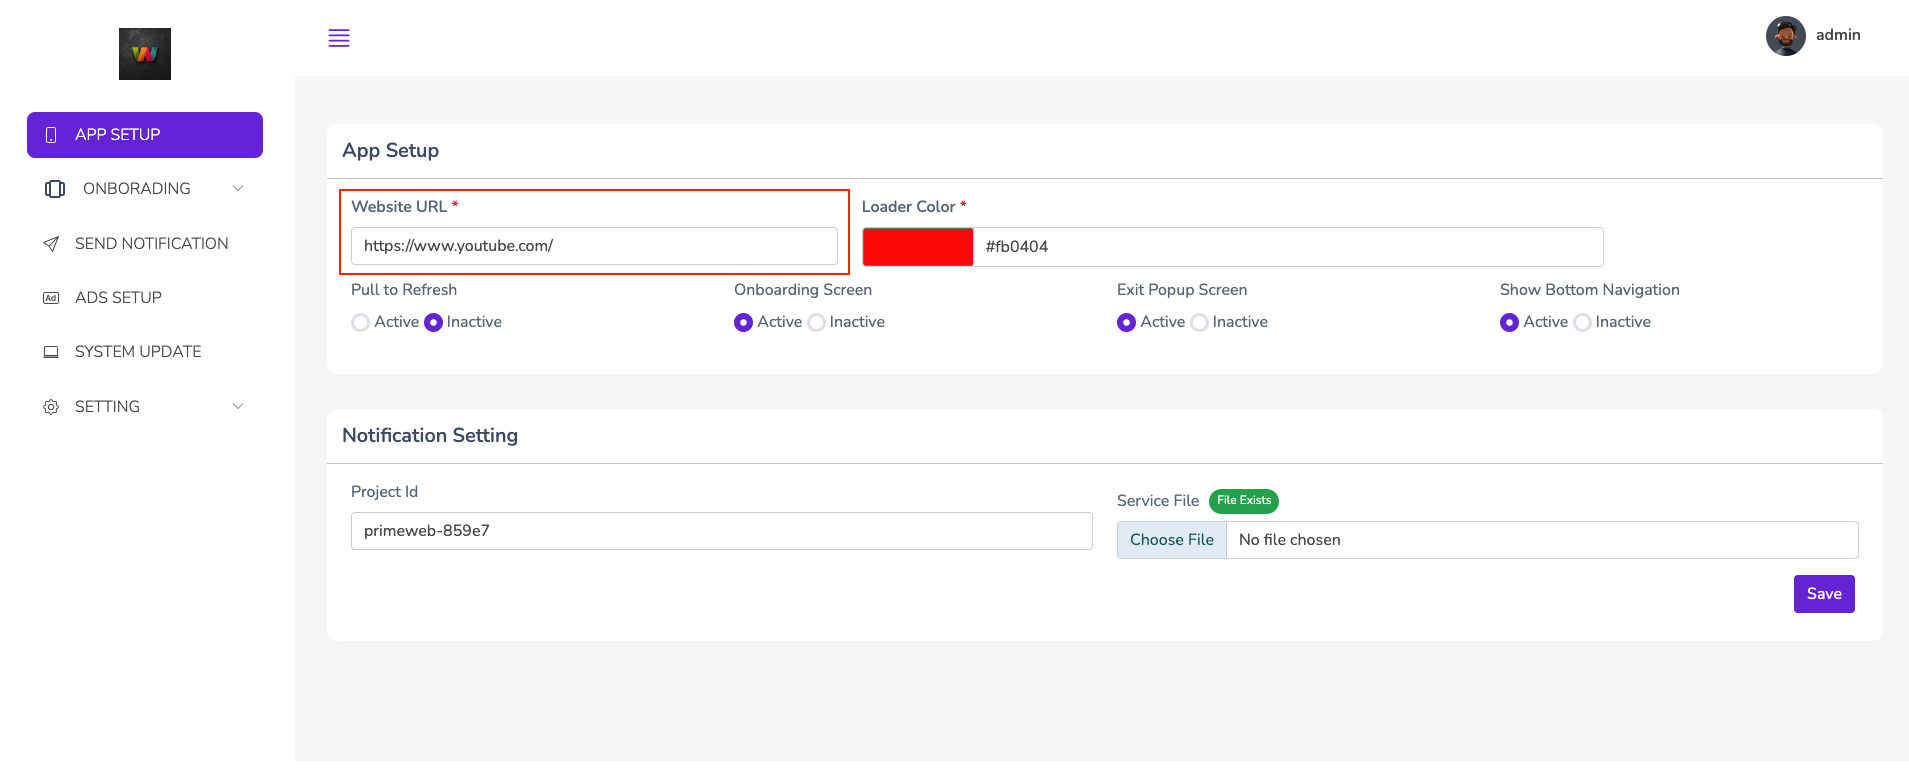 admin
APP SETUP
ONBORADING
SEND NOTIFICATION
Ad ADS SETUP
SYSTEM UPDATE
SETTING
App Setup
Website URL * Loader Color *
https://www.youtube.com/ #fb0404
Pull to Refresh Onboarding Screen Exit Popup Screen Show Bottom Navigation
Active Inactive Active Inactive Active Inactive Active Inactive
Notification Setting
Project Id
primeweb-859e7
Service File File Exists
Choose File No file chosen
Save